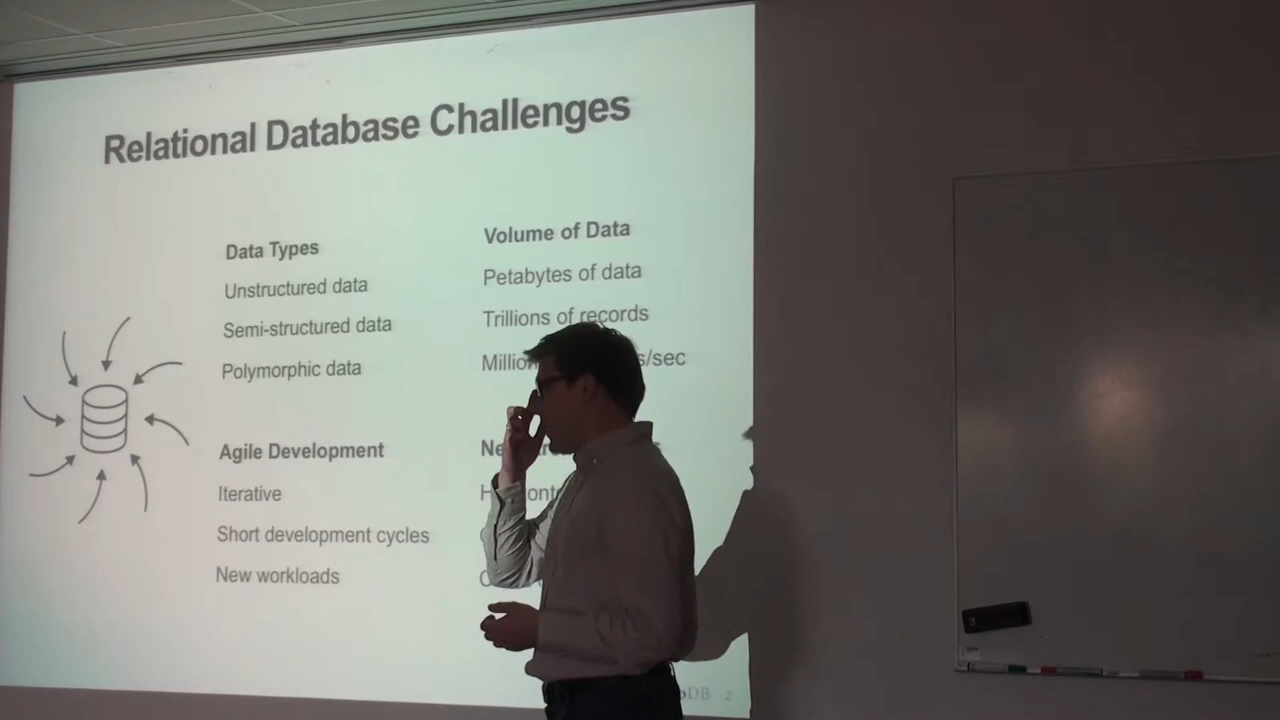 Relational Database Challenges
Data Types
Unstructured data
Semi-structured data
Polymorphic data
Volume of Data
Petabytes of data
Trillions of records
Agile Development
Iterative
Short development cycles
New workloads
2